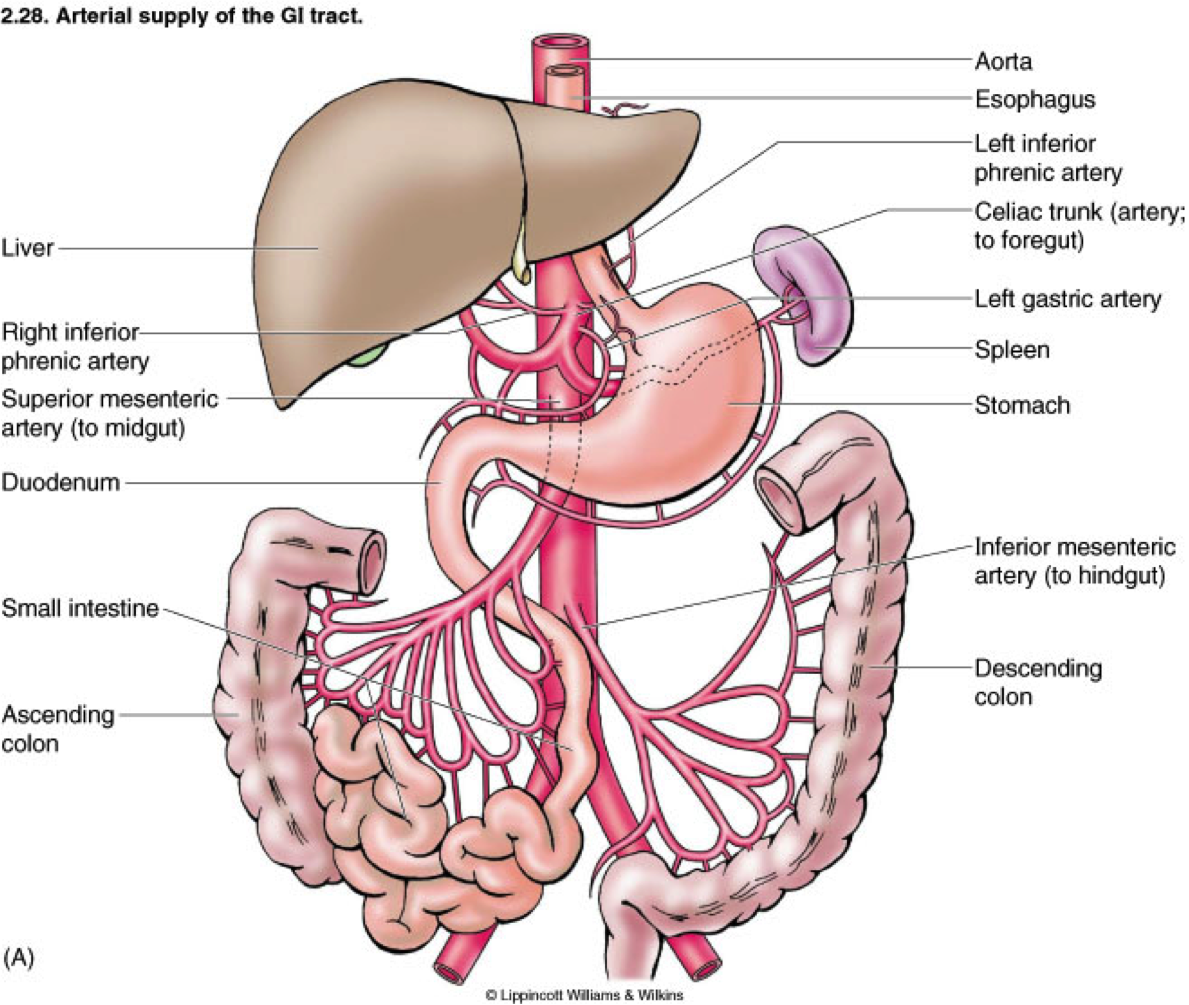 2.28. Arterial supply of the GI tract.
Aorta
Esophagus
Left inferior
phrenic artery
Celiac trunk (artery;
to foregut)
Liver
Left gastric artery
Right inferior
phrenic artery
Spleen
Superior mesenteric
artery (to midgut)
Stomach
Duodenum
Inferior mesenteric
artery (to hindgut)
Small intestine
Descending
colon
Ascending
colon
(A)
© Lippincott Williams & Wilkins